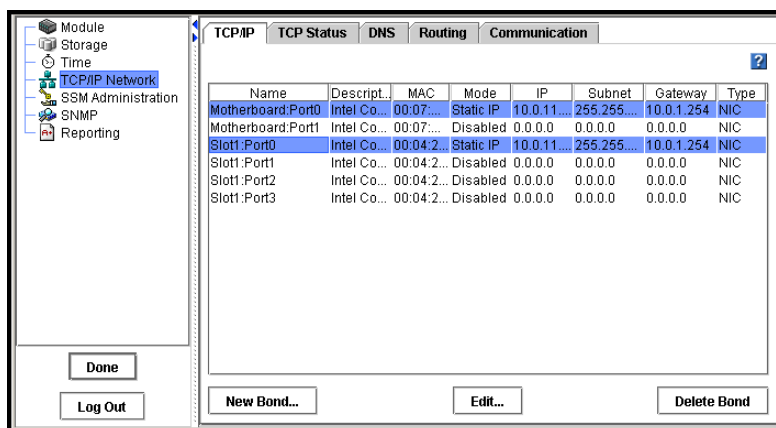 Module
Storage
Time
TCP/IP Network
SSM Administration
SNMP
Reporting
Done
Log Out
TCP/IP TCP Status DNS Routing Communication
?
Name Descript... MAC Mode IP Subnet Gateway Type
Motherboard:Port0 Intel Co... 00:07:... Static IP 10.0.11.... 255.255.... 10.0.1.254 NIC
Motherboard:Port1 Intel Co... 00:07:... Disabled 0.0.0.0 0.0.0.0 0.0.0.0 NIC
Slot1:Port0 Intel Co... 00:04:2... Static IP 10.0.11.... 255.255.... 10.0.1.254 NIC
Slot1:Port1 Intel Co... 00:04:2... Disabled 0.0.0.0 0.0.0.0 0.0.0.0 NIC
Slot1:Port2 Intel Co... 00:04:2... Disabled 0.0.0.0 0.0.0.0 0.0.0.0 NIC
Slot1:Port3 Intel Co... 00:04:2... Disabled 0.0.0.0 0.0.0.0 0.0.0.0 NIC
New Bond... Edit... Delete Bond